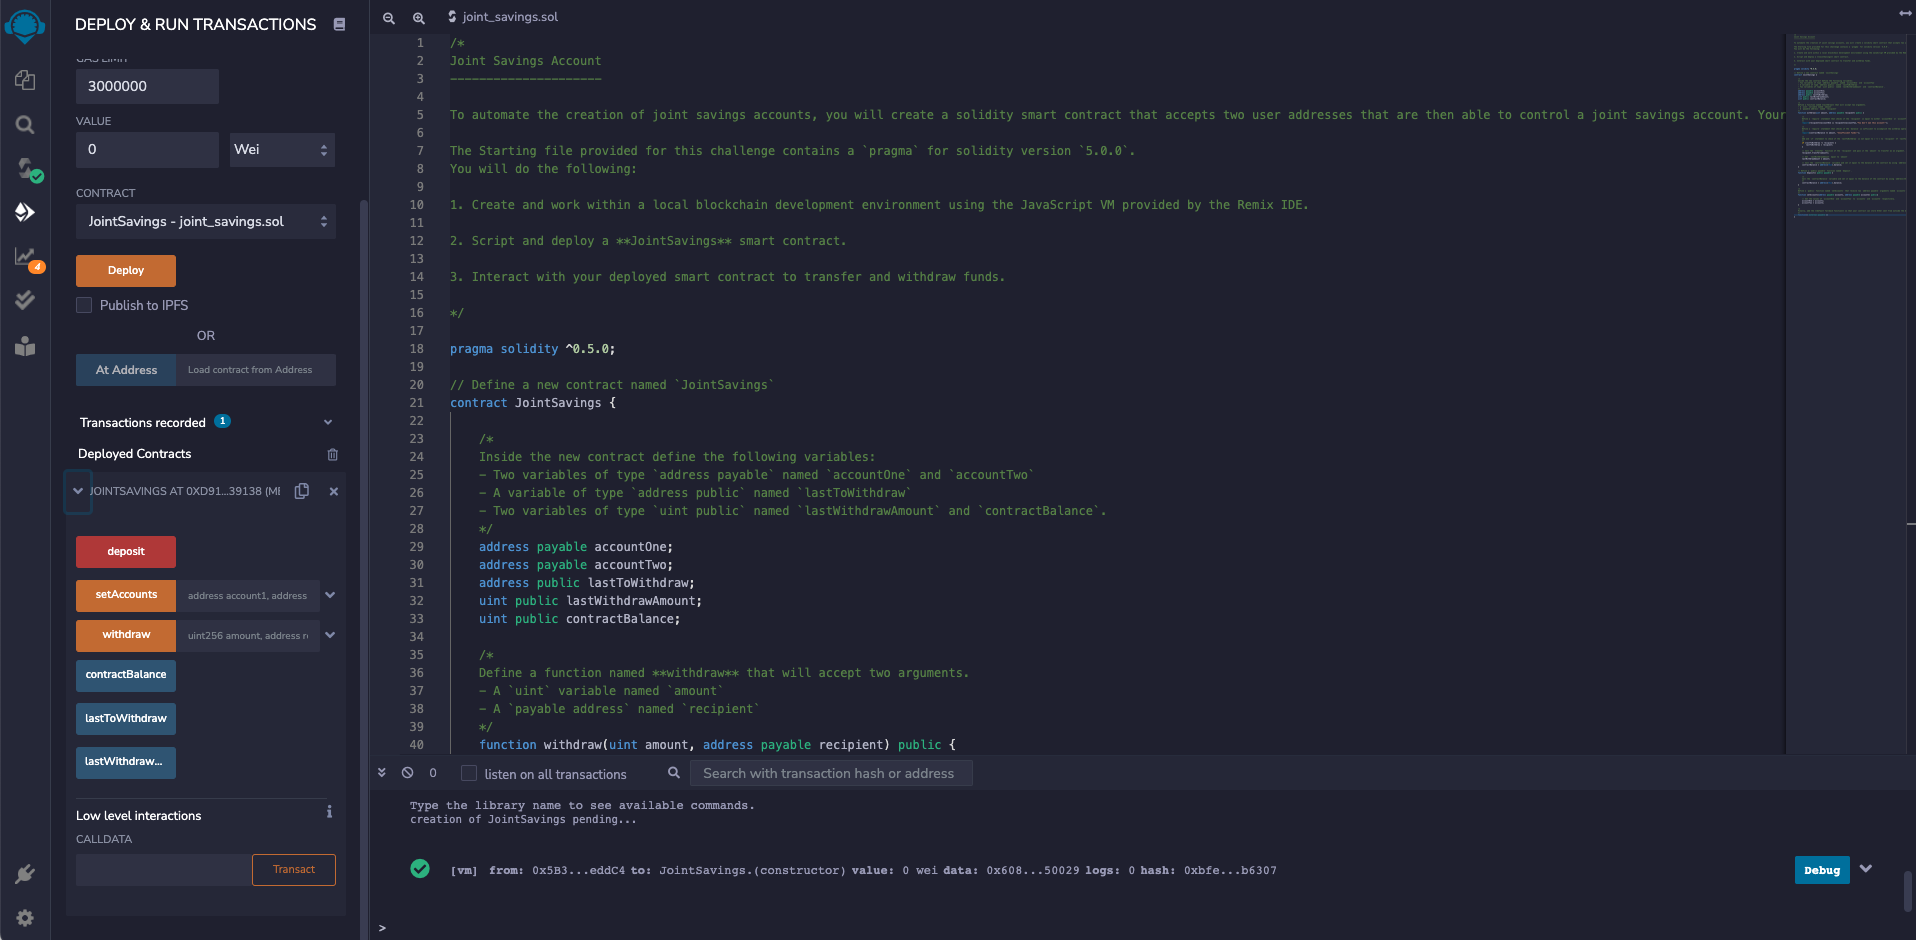 DEPLOY & RUN TRANSACTIONS
GAS LIMIT
3000000
VALUE
0
Wei
CONTRACT
JointSavings - joint_savings.sol
Deploy
Publish to IPFS
OR
At Address
Load contract from Address
Transactions recorded 1
Deployed Contracts
JOINTSAVINGS AT 0XD91...39138 (ME
deposit
setAccounts
address account1, address
withdraw
uint256 amount, address re
contractBalance
lastToWithdraw
lastWithdraw...
Low level interactions
i
CALLDATA
Transact
4
joint_savings.sol
1 /*
2 Joint Savings Account
3 ---------------------
4
5 To automate the creation of joint savings accounts, you will create a solidity smart contract that accepts two user addresses that are then able to control a joint savings account. Your
6
7 The Starting file provided for this challenge contains a `pragma` for solidity version `5.0.0`.
8 You will do the following:
9
10 1. Create and work within a local blockchain development environment using the JavaScript VM provided by the Remix IDE.
11
12 2. Script and deploy a **JointSavings** smart contract.
13
14 3. Interact with your deployed smart contract to transfer and withdraw funds.
15
16 */
17
18 pragma solidity ^0.5.0;
19
20 // Define a new contract named `JointSavings`
21 contract JointSavings {
22
23 /*
24 Inside the new contract define the following variables:
25 - Two variables of type `address payable` named `accountOne` and `accountTwo`
26 - A variable of type `address public` named `lastToWithdraw`
27 - Two variables of type `uint public` named `lastWithdrawAmount` and `contractBalance`.
28 */
29 address payable accountOne;
30 address payable accountTwo;
31 address public lastToWithdraw;
32 uint public lastWithdrawAmount;
33 uint public contractBalance;
34
35 /*
36 Define a function named **withdraw** that will accept two arguments.
37 - A `uint` variable named `amount`
38 - A `payable address` named `recipient`
39 */
40 function withdraw(uint amount, address payable recipient) public {
0
listen on all transactions
Search with transaction hash or address
Type the library name to see available commands.
creation of JointSavings pending...
[vm] from: 0x5B3...eddC4 to: JointSavings.(constructor) value: 0 wei data: 0x608...50029 logs: 0 hash: 0xbfe...b6307
Debug
>